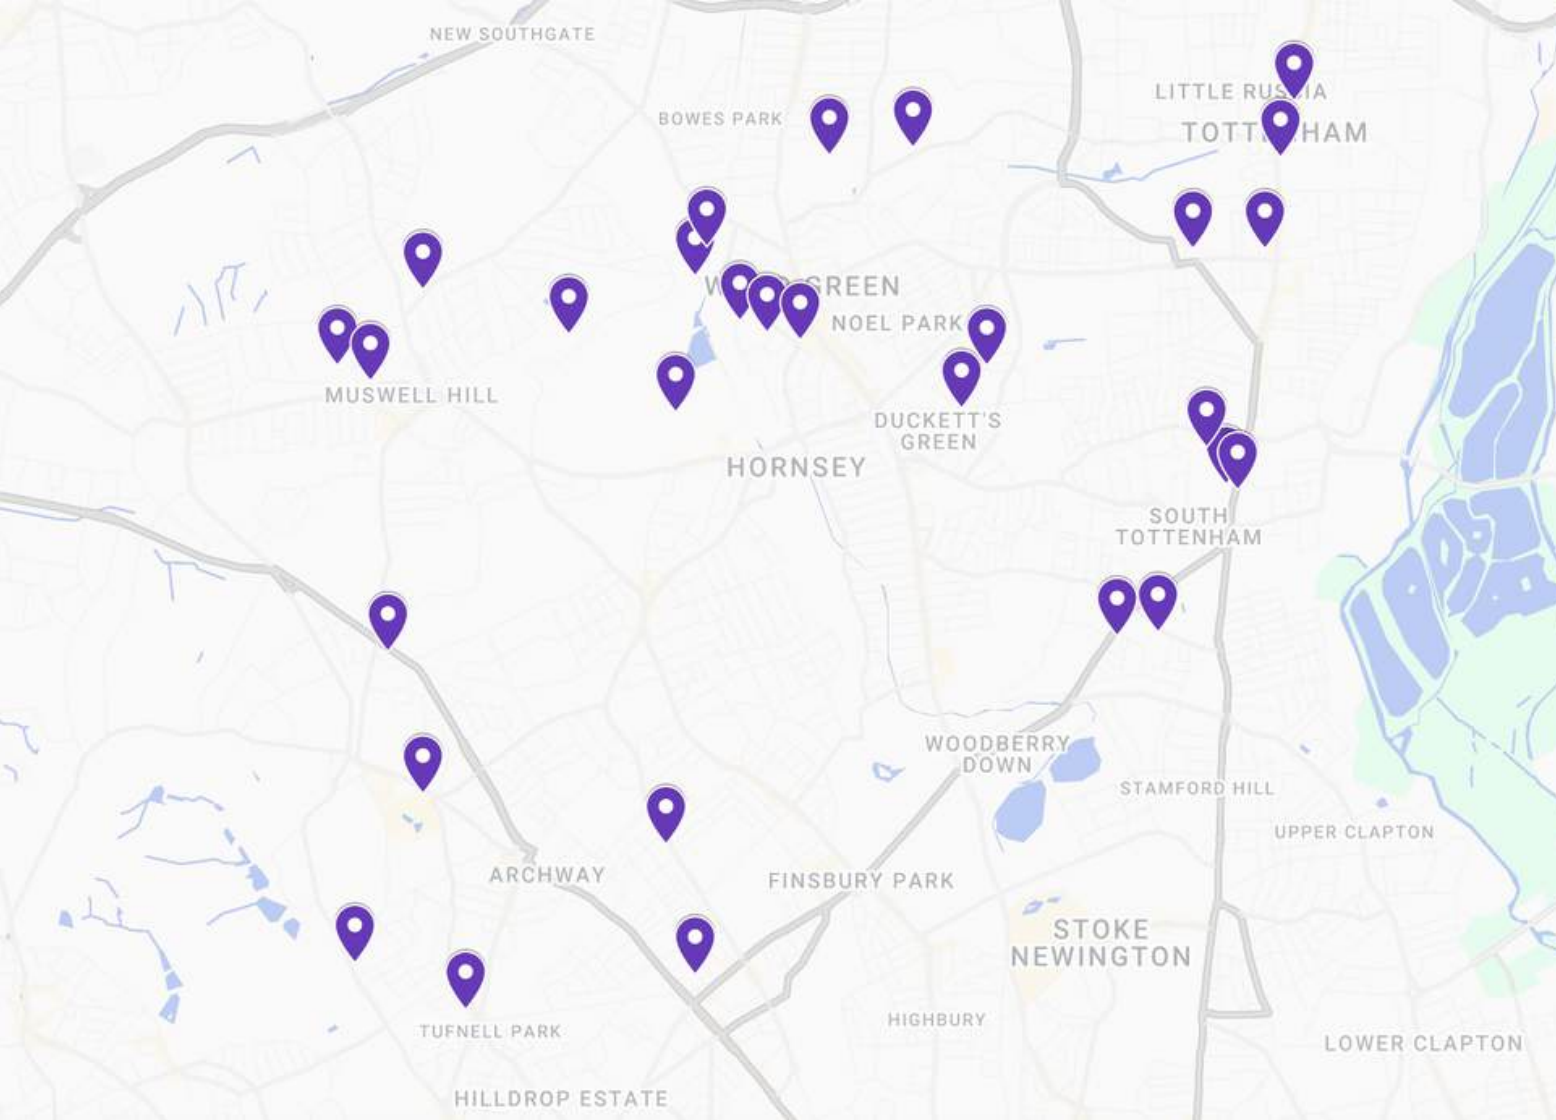 NEW SOUTHGATE
LITTLE
BOWES PARK
GREEN
NOEL PARK
MUSWELL HILL
DUCKETT'S
GREEN
HORNSEY
SOUTH
TOTTENHAM
WOODBERRY
DOWN
STAMFORD HILL
UPPER CLAPTON
ARCHWAY
FINSBURY PARK
STOKE
NEWINGTON
HIGHBURY
TUFNELL PARK
LOWER CLAPTON
HILLDROP ESTATE